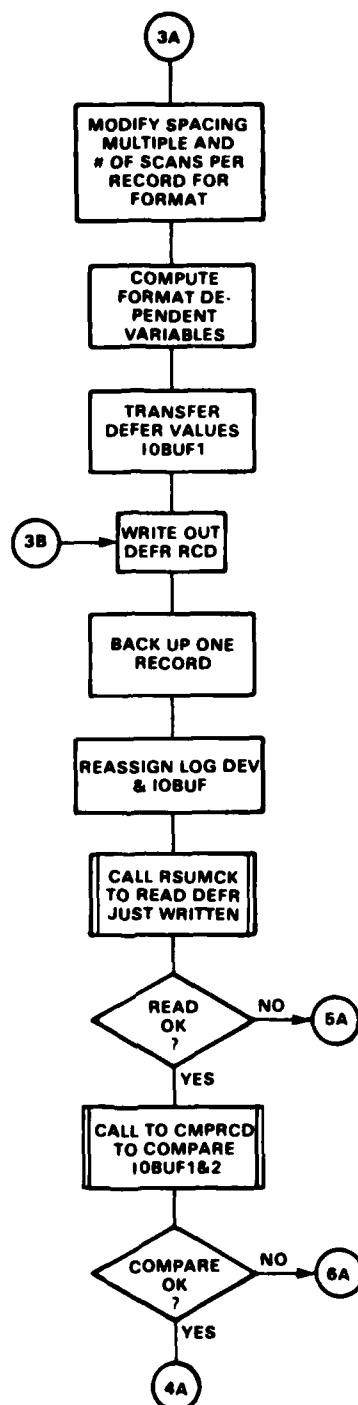 3A
MODIFY SPACING
MULTIPLE AND
# OF SCANS PER
RECORD FOR
FORMAT
COMPUTE
FORMAT DE-
PENDENT
VARIABLES
TRANSFER
DEFER VALUES
IOBUF1
3B
WRITE OUT
DEFR RCD
BACK UP ONE
RECORD
REASSIGN LOG DEV
& IOBUF
CALL RSUMCK
TO READ DEFR
JUST WRITTEN
READ
OK
?
NO
5A
YES
CALL TO CMPRCD
TO COMPARE
IOBUF1&2
COMPARE
OK
?
NO
6A
YES
4A